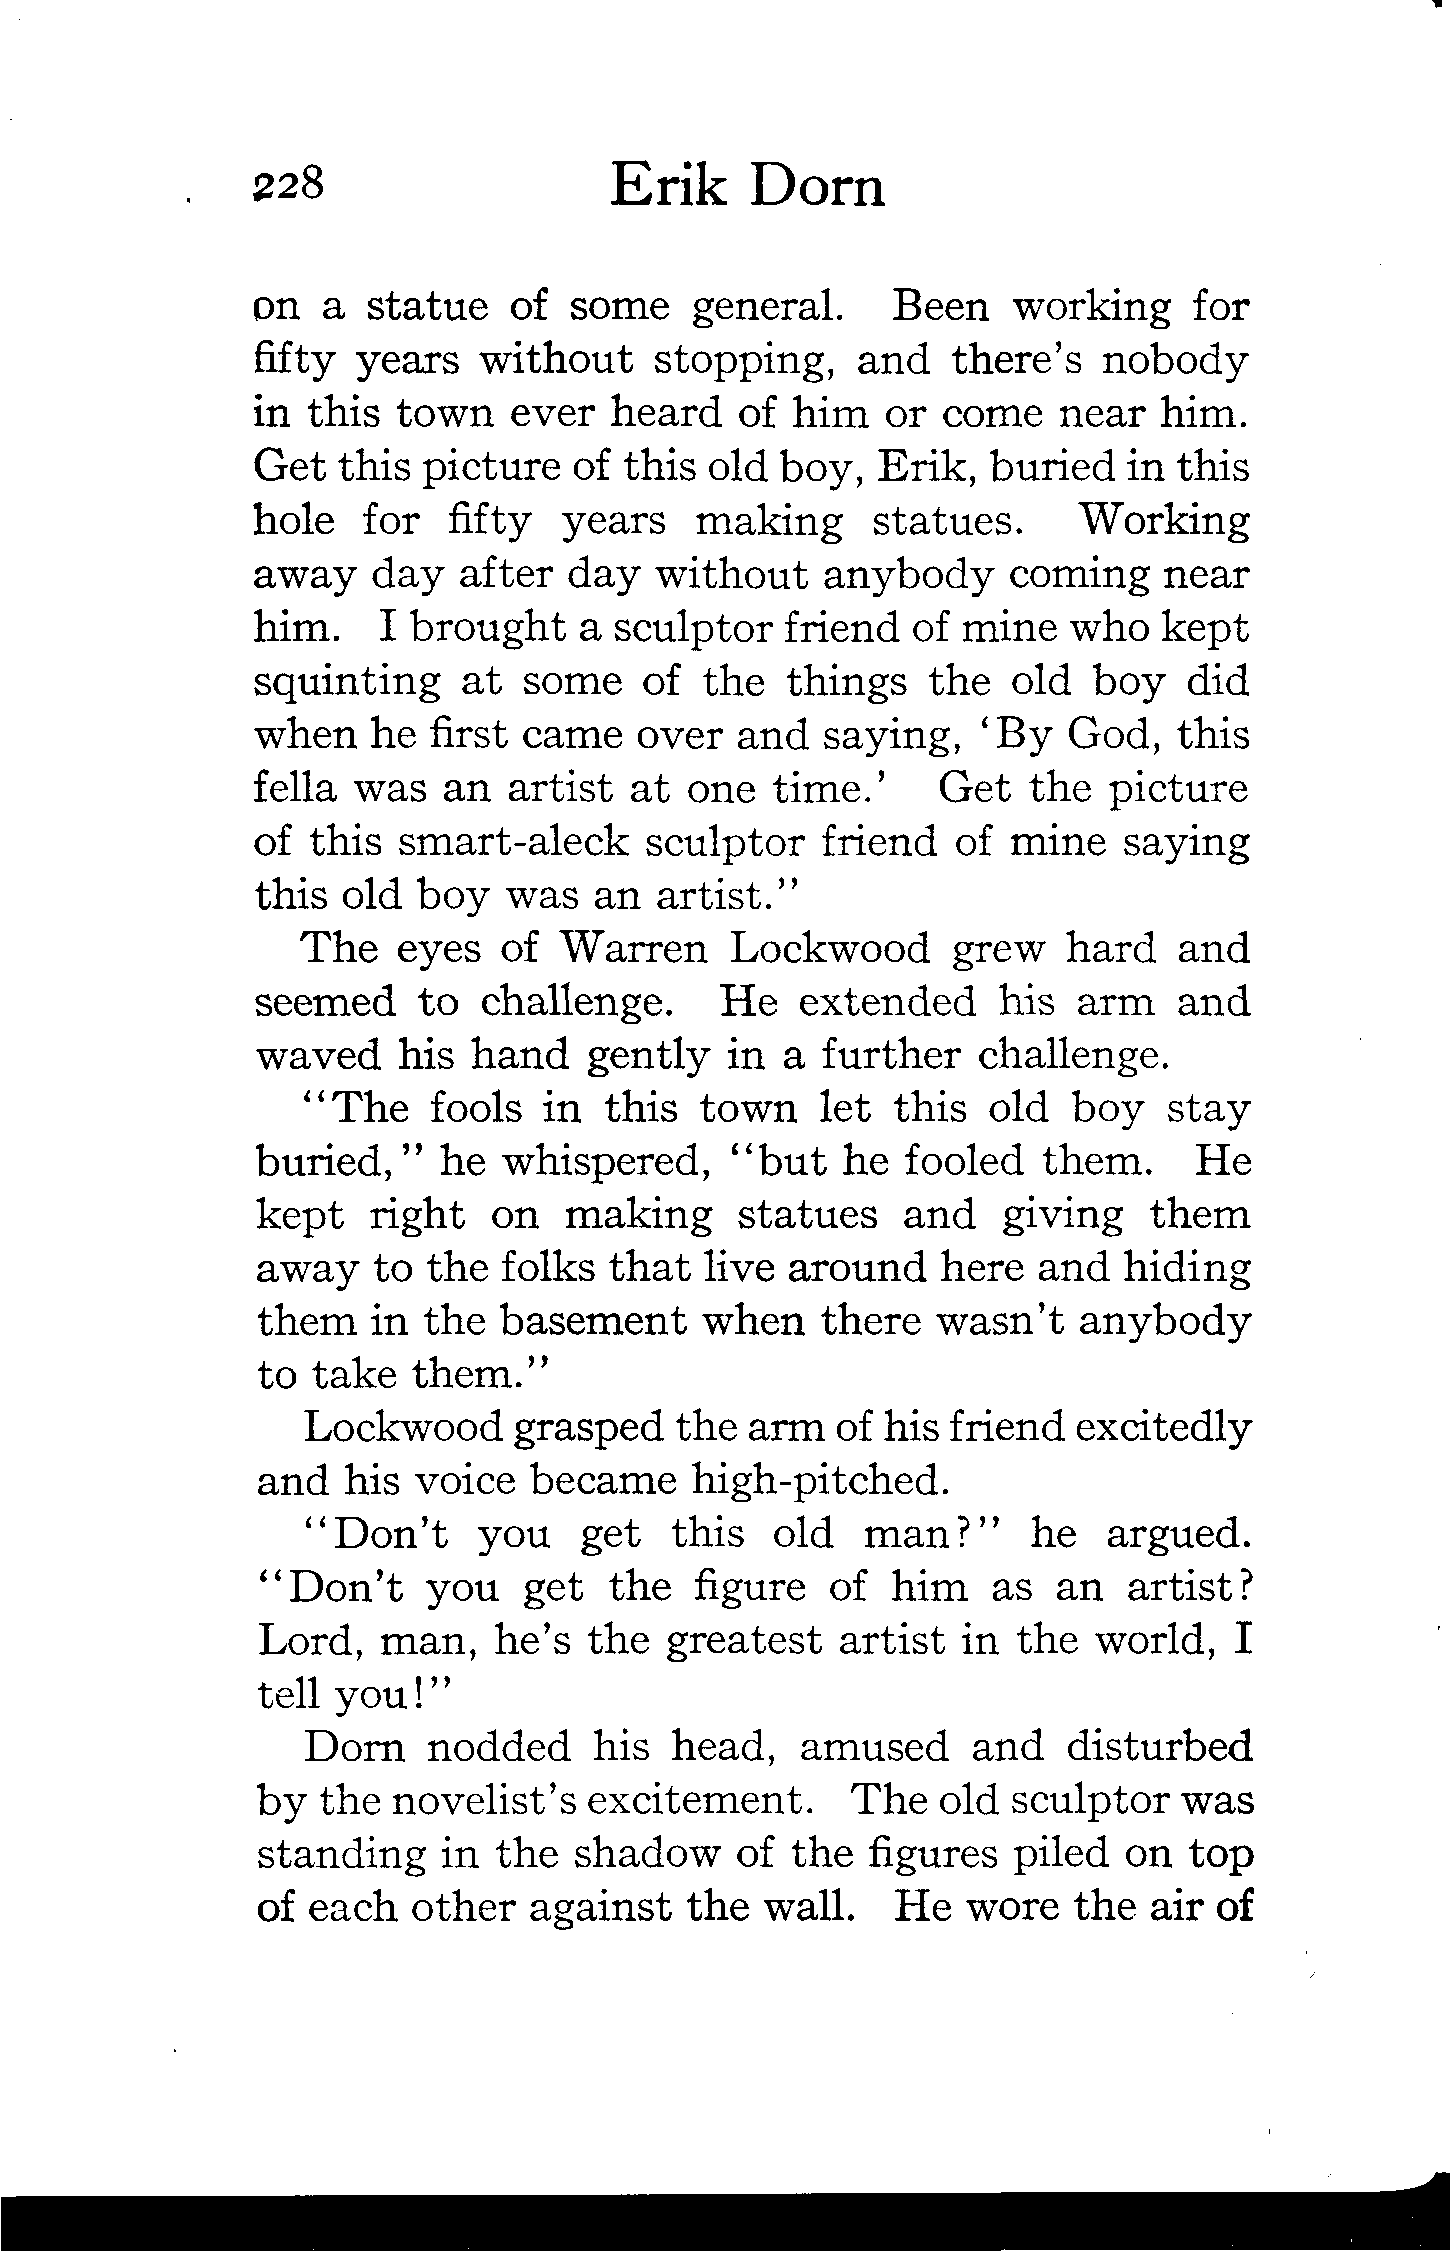 228 Erik Dorn
on a statue of some general. Been working for
fifty years without stopping, and there's nobody
in this town ever heard of him or come near him.
Get this picture of this old boy, Erik, buried in this
hole for fifty years making statues. Working
away day after day without anybody coming near
him. I brought a sculptor friend of mine who kept
squinting at some of the things the old boy did
when he first came over and saying, ‘By God, this
fella was an artist at one time.’ Get the picture
of this smart-aleck sculptor friend of mine saying
this old boy was an artist.”
The eyes of Warren Lockwood grew hard and
seemed to challenge. He extended his arm and
waved his hand gently in a further challenge.
“The fools in this town let this old boy stay
buried,” he whispered, “but he fooled them. He
kept right on making statues and giving them
away to the folks that live around here and hiding
them in the basement when there wasn't anybody
to take them.”
Lockwood grasped the arm of his friend excitedly
and his voice became high-pitched.
“Don't you get this old man?” he argued.
“Don't you get the figure of him as an artist?
Lord, man, he's the greatest artist in the world, I
tell you!”
Dorn nodded his head, amused and disturbed
by the novelist's excitement. The old sculptor was
standing in the shadow of the figures piled on top
of each other against the wall. He wore the air of